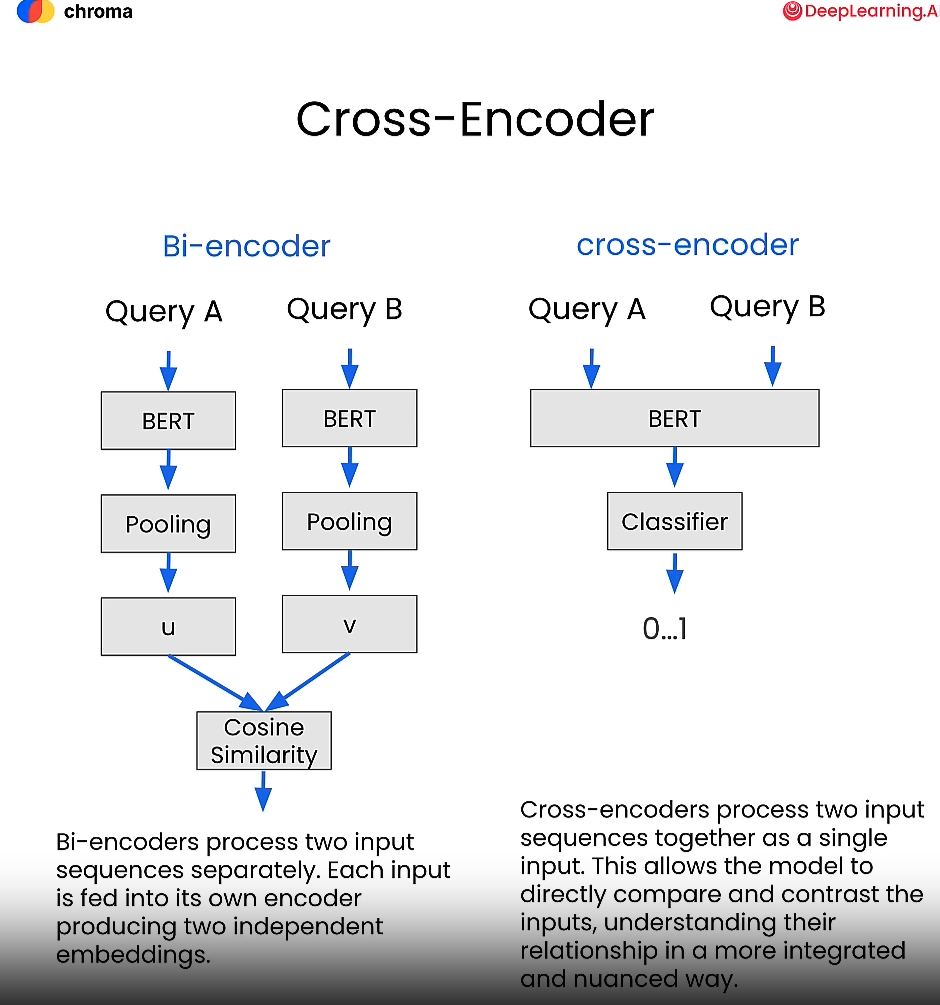 chroma
DeepLearning.A
Cross-Encoder
Bi-encoder
cross-encoder
Query A
Query B
Query A
Query B
BERT
BERT
BERT
Pooling
Pooling
Classifier
u
v
0...1
Cosine
Similarity
Bi-encoders process two input
sequences separately. Each input
is fed into its own encoder
producing two independent
embeddings.
Cross-encoders process two input
sequences together as a single
input. This allows the model to
directly compare and contrast the
inputs, understanding their
relationship in a more integrated
and nuanced way.